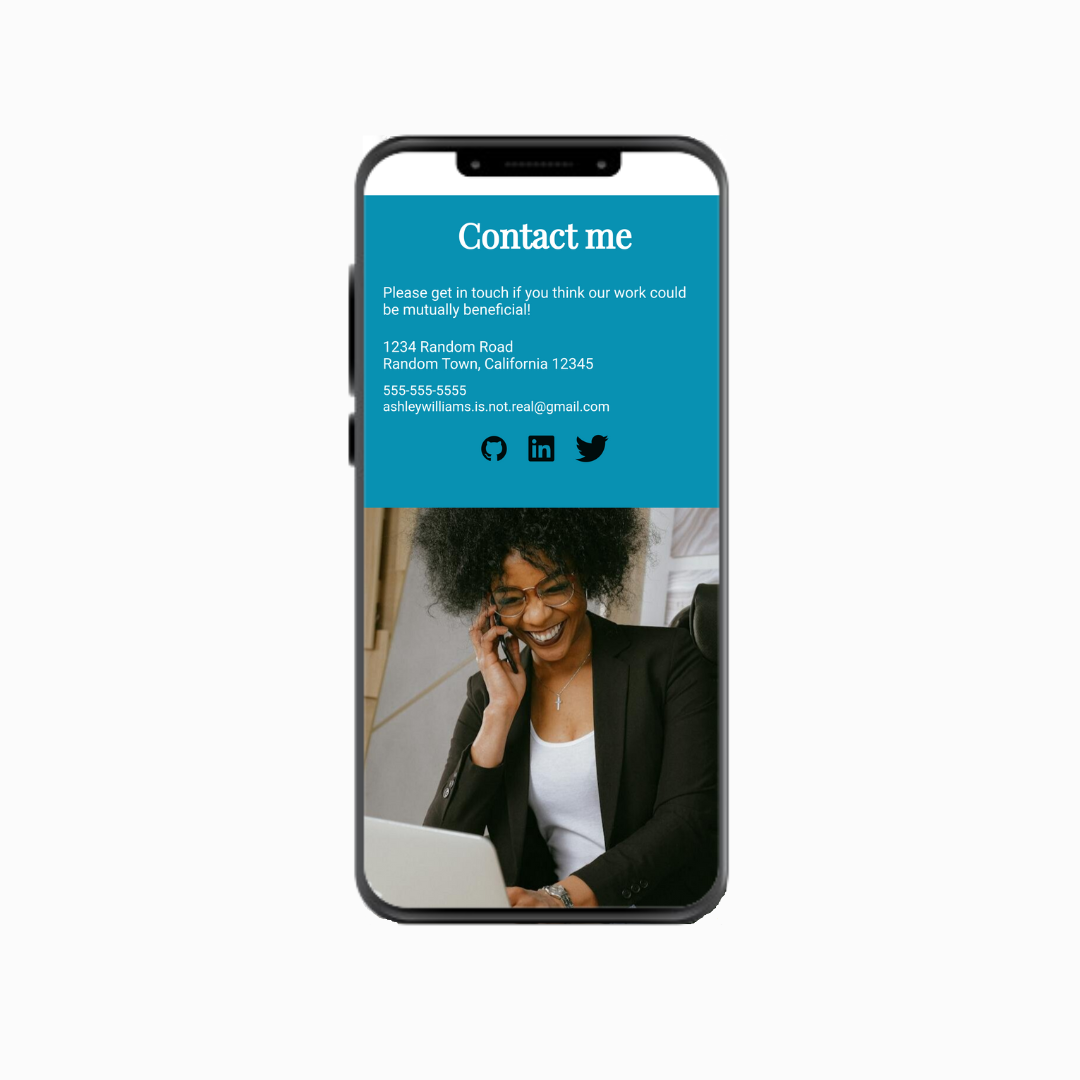 Contact me
Please get in touch if you think our work could
be mutually beneficial!
1234 Random Road
Random Town, California 12345
555-555-5555
ashleywilliams.is.not.real@gmail.com
in